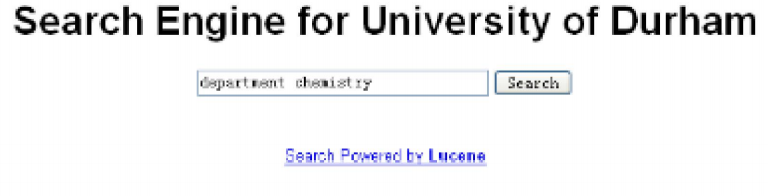 Search Engine for University of Durham
department chemistry Search
Search Powered by Lucene